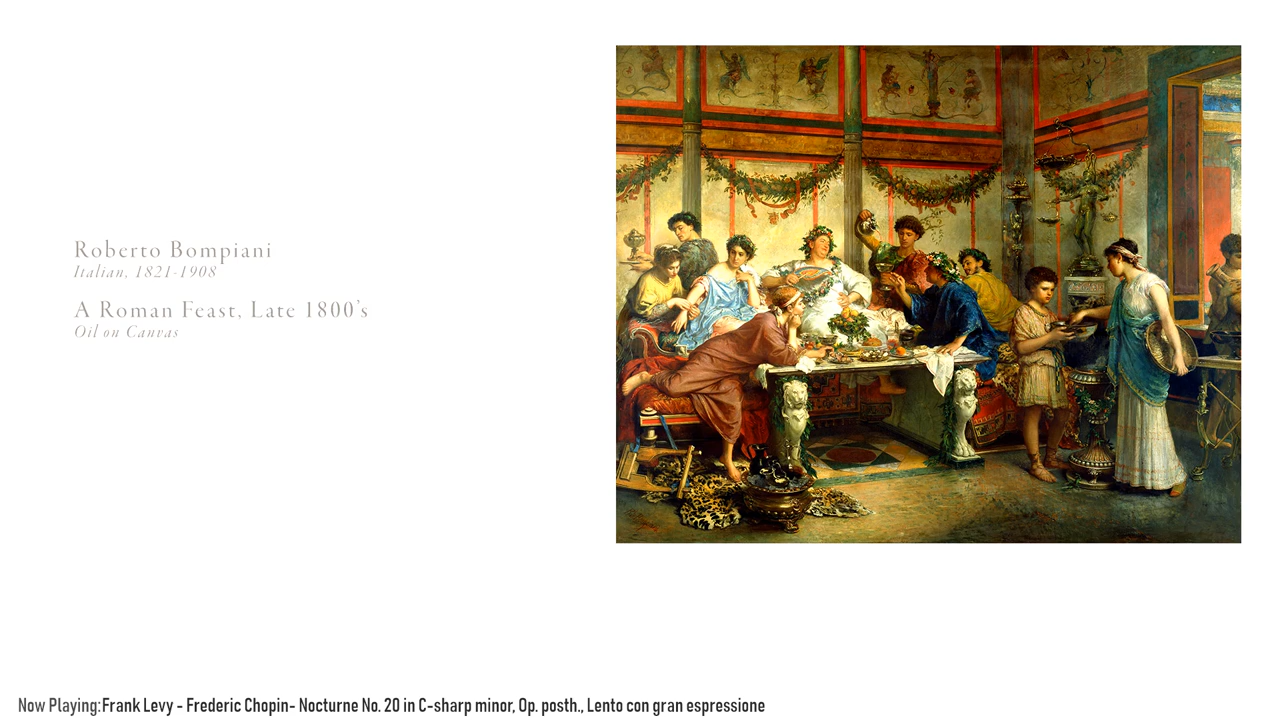 Roberto Bompiani
Italian, 1821-1908
A Roman Feast, Late 1800's
Oil on Canvas
Now Playing:Frank Levy - Frederic Chopin- Nocturne No. 20 in C-sharp minor, Op. posth., Lento con gran espressione